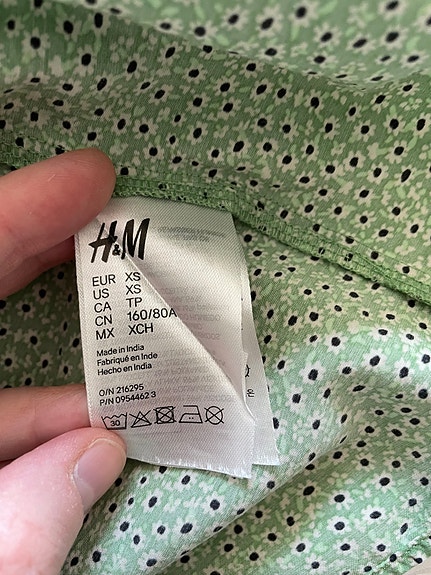 H&M
EUR XS
US XS
CA TP
CN 160/80A
MX XCH
Made in India
Fabriqué en Inde
Hecho en India
O/N 216295
P/N 0954462 3
30